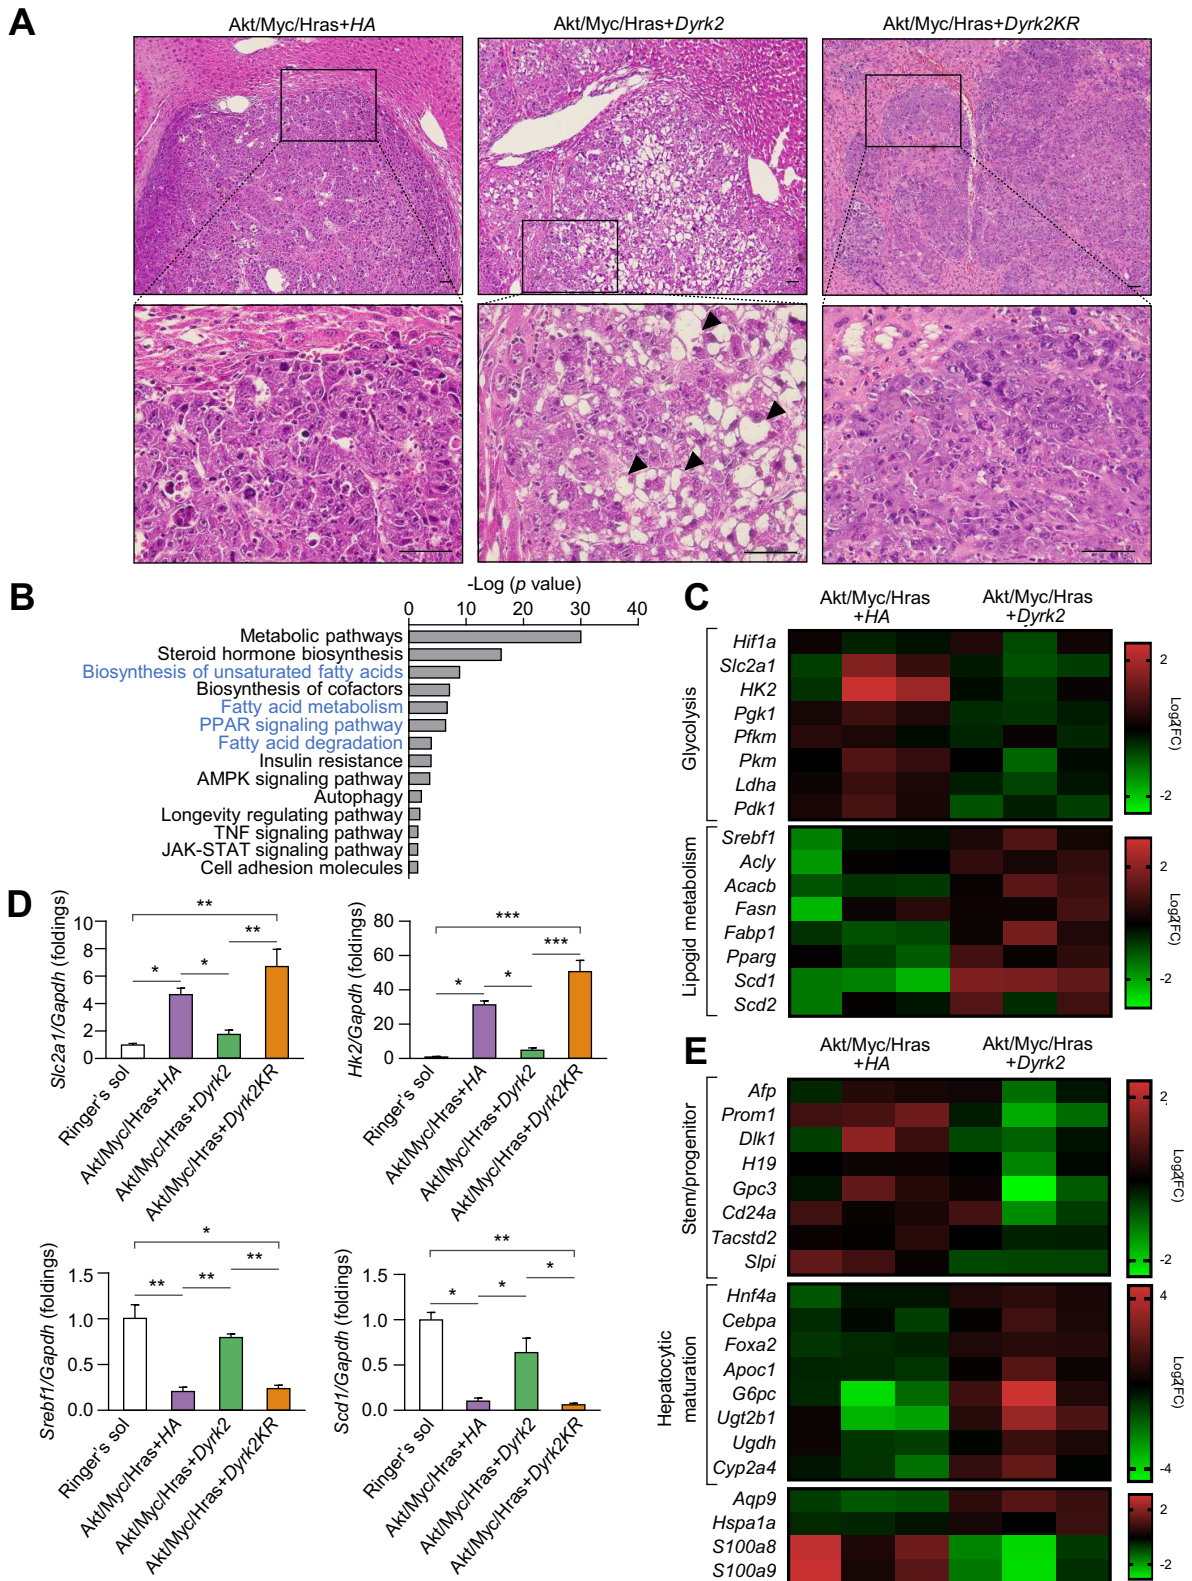 A
Akt/Myc/Hras+HA
Akt/Myc/Hras+Dyrk2
Akt/Myc/Hras+Dyrk2KR
B
-Log (p value)
0 10 20 30 40
Metabolic pathways
Steroid hormone biosynthesis
Biosynthesis of unsaturated fatty acids
Biosynthesis of cofactors
Fatty acid metabolism
PPAR signaling pathway
Fatty acid degradation
Insulin resistance
AMPK signaling pathway
Autophagy
Longevity regulating pathway
TNF signaling pathway
JAK-STAT signaling pathway
Cell adhesion molecules
C
Akt/Myc/Hras
+HA
Akt/Myc/Hras
+Dyrk2
Glycolysis
Hif1a
Slc2a1
HK2
Pgk1
Pfkm
Pkm
Ldha
Pdk1
2
-2
Log2(FC)
Lipogid metabolism
Srebf1
Acly
Acacb
Fasn
Fabp1
Pparg
Scd1
Scd2
2
-2
Log2(FC)
D
Slc2a1/Gapdh (foldings)
10
8
6
4
2
0
**
*
*
**
Ringer's sol
Akt/Myc/Hras+HA
Akt/Myc/Hras+Dyrk2
Akt/Myc/Hras+Dyrk2KR
Hk2/Gapdh (foldings)
80
60
40
20
0
***
*
*
***
Ringer's sol
Akt/Myc/Hras+HA
Akt/Myc/Hras+Dyrk2
Akt/Myc/Hras+Dyrk2KR
Srebf1/Gapdh (foldings)
1.5
1.0
0.5
0.0
*
**
**
**
Ringer's sol
Akt/Myc/Hras+HA
Akt/Myc/Hras+Dyrk2
Akt/Myc/Hras+Dyrk2KR
Scd1/Gapdh (foldings)
1.5
1.0
0.5
0.0
**
*
*
*
Ringer's sol
Akt/Myc/Hras+HA
Akt/Myc/Hras+Dyrk2
Akt/Myc/Hras+Dyrk2KR
E
Akt/Myc/Hras
+HA
Akt/Myc/Hras
+Dyrk2
Stem/progenitor
Afp
Prom1
Dlk1
H19
Gpc3
Cd24a
Tacstd2
Slpi
2
-2
Log2(FC)
Hepatocytic
maturation
Hnf4a
Cebpa
Foxa2
Apoc1
G6pc
Ugt2b1
Ugdh
Cyp2a4
4
-4
Log2(FC)
Aqp9
Hspa1a
S100a8
S100a9
2
-2
Log2(FC)